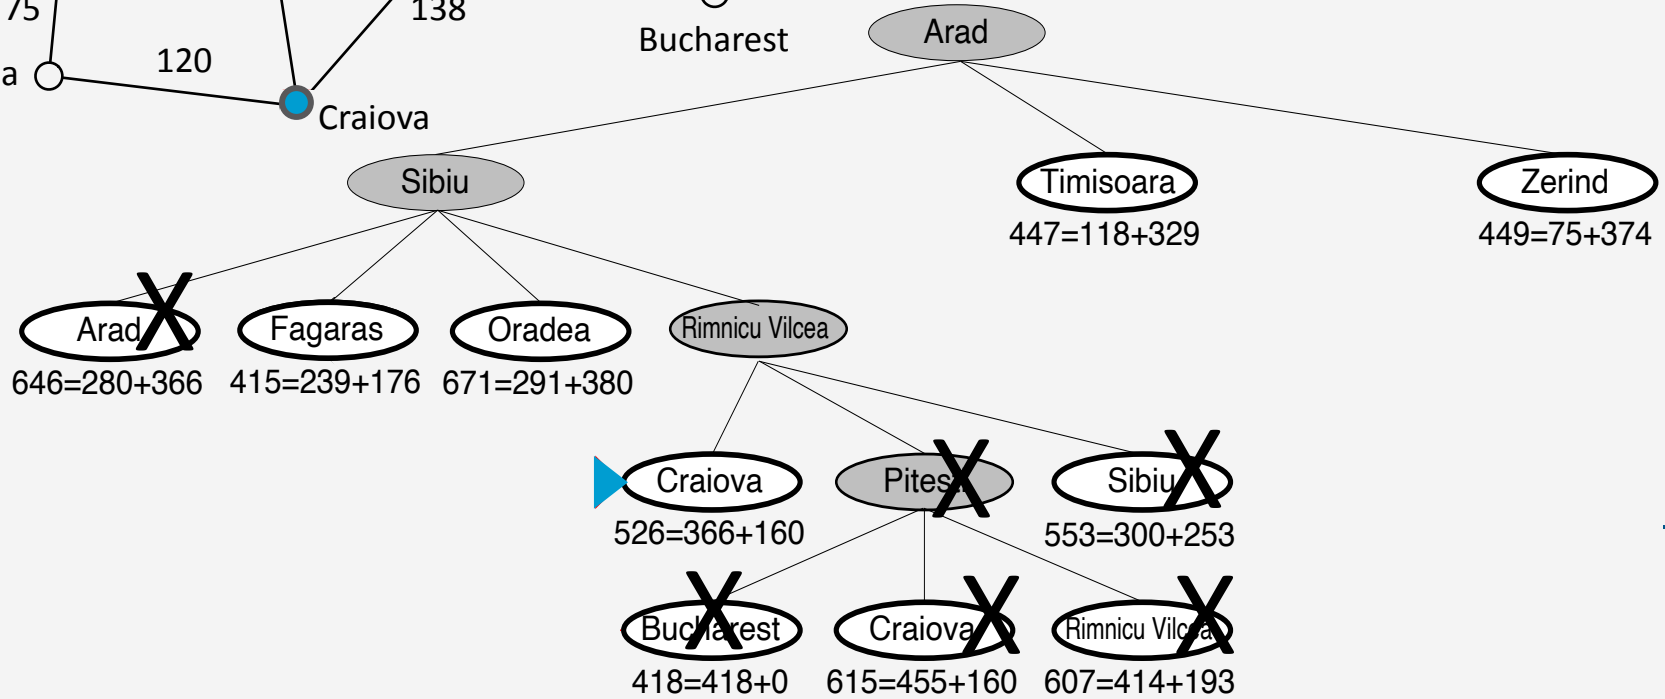 75
138
Bucharest
Arad
a
120
Craiova
Sibiu
Timisoara
Zerind
447=118+329
449=75+374
Arad
Fagaras
Oradea
Rimnicu Vilcea
646=280+366
415=239+176
671=291+380
Craiova
Sibiu
526=366+160
553=300+253
Bucharest
Craiova
Rimnicu Vilcea
418=418+0
615=455+160
607=414+193